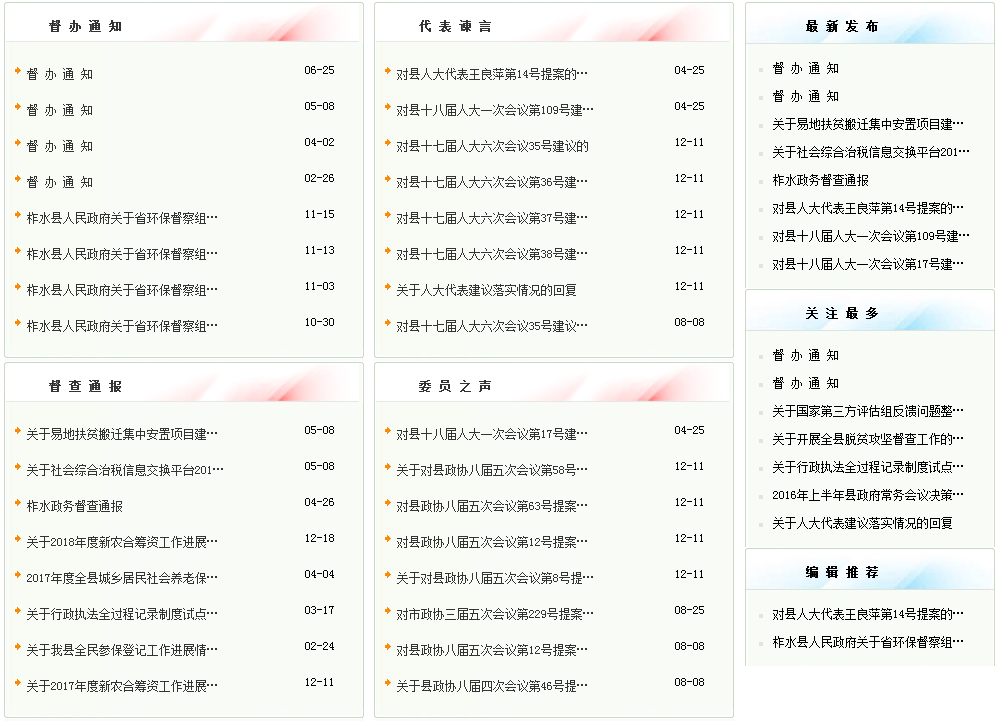 督办通知
督 办 通 知 06-25
督 办 通 知 05-08
督 办 通 知 04-02
督 办 通 知 02-26
柞水县人民政府关于省环保督察组… 11-15
柞水县人民政府关于省环保督察组… 11-13
柞水县人民政府关于省环保督察组… 11-03
柞水县人民政府关于省环保督察组… 10-30
代表谏言
对县人大代表王良萍第14号提案的… 04-25
对县十八届人大一次会议第109号建… 04-25
对县十七届人大六次会议35号建议的 12-11
对县十七届人大六次会议第36号建… 12-11
对县十七届人大六次会议第37号建… 12-11
对县十七届人大六次会议第38号建… 12-11
关于人大代表建议落实情况的回复 12-11
对县十七届人大六次会议35号建议… 08-08
督查通报
关于易地扶贫搬迁集中安置项目建… 05-08
关于社会综合治税信息交换平台201… 05-08
柞水政务督查通报 04-26
关于2018年度新农合筹资工作进展… 12-18
2017年度全县城乡居民社会养老保… 04-04
关于行政执法全过程记录制度试点… 03-17
关于我县全民参保登记工作进展情… 02-24
关于2017年度新农合筹资工作进展… 12-11
委员之声
对县十八届人大一次会议第17号建… 04-25
关于对县政协八届五次会议第58号… 12-11
对县政协八届五次会议第63号提案… 12-11
对县政协八届五次会议第12号提案… 12-11
关于对县政协八届五次会议第8号提… 12-11
对市政协三届五次会议第229号提案… 08-25
对县政协八届五次会议第12号提案… 08-08
关于县政协八届四次会议第46号提… 08-08
最新发布
督 办 通 知
督 办 通 知
关于易地扶贫搬迁集中安置项目建…
关于社会综合治税信息交换平台201…
柞水政务督查通报
对县人大代表王良萍第14号提案的…
对县十八届人大一次会议第109号建…
对县十八届人大一次会议第17号建…
关注最多
督 办 通 知
督 办 通 知
关于国家第三方评估组反馈问题整…
关于开展全县脱贫攻坚督查工作的…
关于行政执法全过程记录制度试点…
2016年上半年县政府常务会议决策…
关于人大代表建议落实情况的回复
编辑推荐
对县人大代表王良萍第14号提案的…
柞水县人民政府关于省环保督察组…